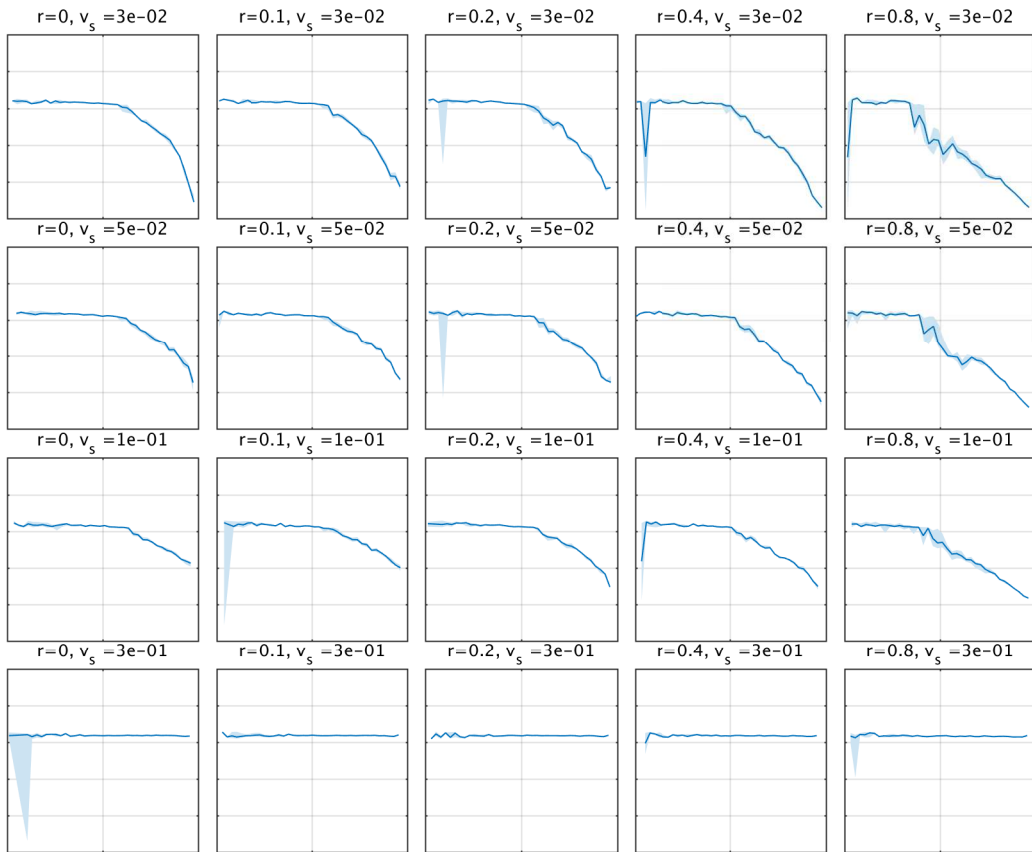 r=0, v_s =3e-02
r=0.1, v_s =3e-02
r=0.2, v_s =3e-02
r=0.4, v_s =3e-02
r=0.8, v_s =3e-02
r=0, v_s =5e-02
r=0.1, v_s =5e-02
r=0.2, v_s =5e-02
r=0.4, v_s =5e-02
r=0.8, v_s =5e-02
r=0, v_s =1e-01
r=0.1, v_s =1e-01
r=0.2, v_s =1e-01
r=0.4, v_s =1e-01
r=0.8, v_s =1e-01
r=0, v_s =3e-01
r=0.1, v_s =3e-01
r=0.2, v_s =3e-01
r=0.4, v_s =3e-01
r=0.8, v_s =3e-01